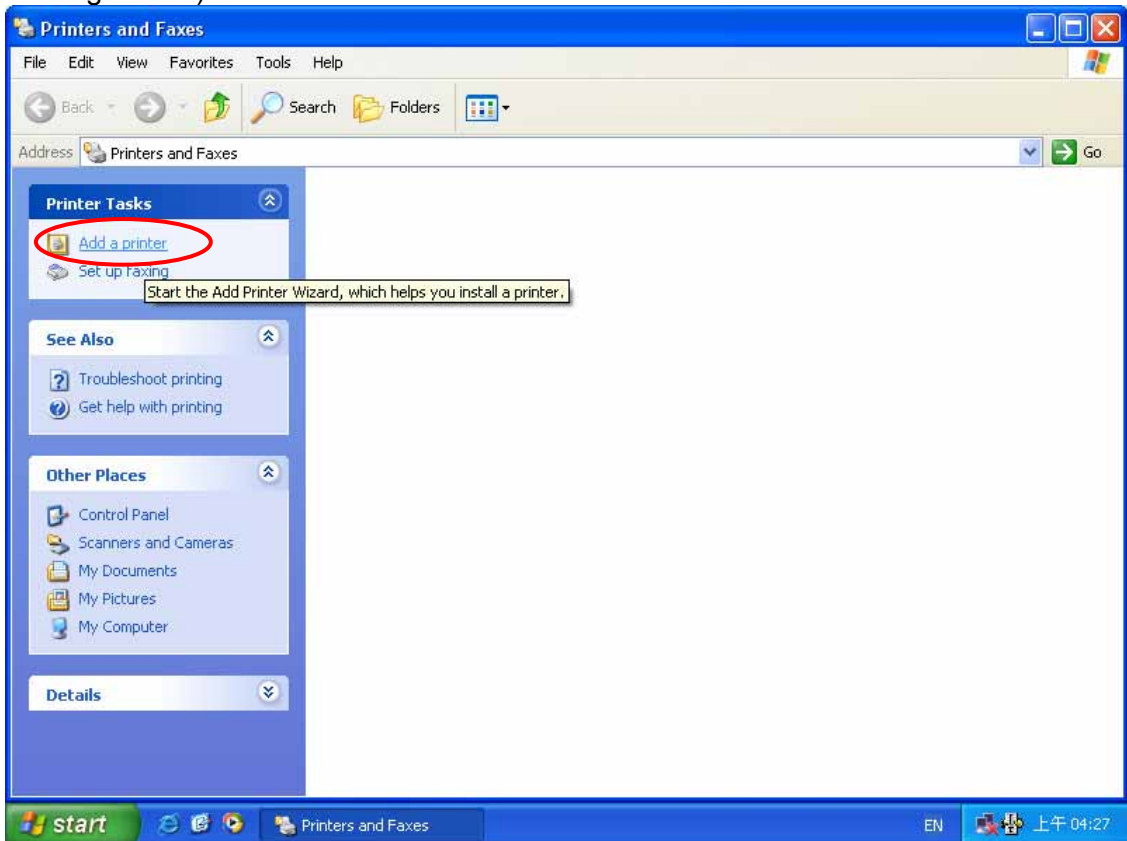 Printers and Faxes
File Edit View Favorites Tools Help
Back Search Folders
Address Printers and Faxes Go
Printer Tasks
Add a printer
Set up faxing
Start the Add Printer Wizard, which helps you install a printer.
See Also
Troubleshoot printing
Get help with printing
Other Places
Control Panel
Scanners and Cameras
My Documents
My Pictures
My Computer
Details
start Printers and Faxes EN 上午 04:27